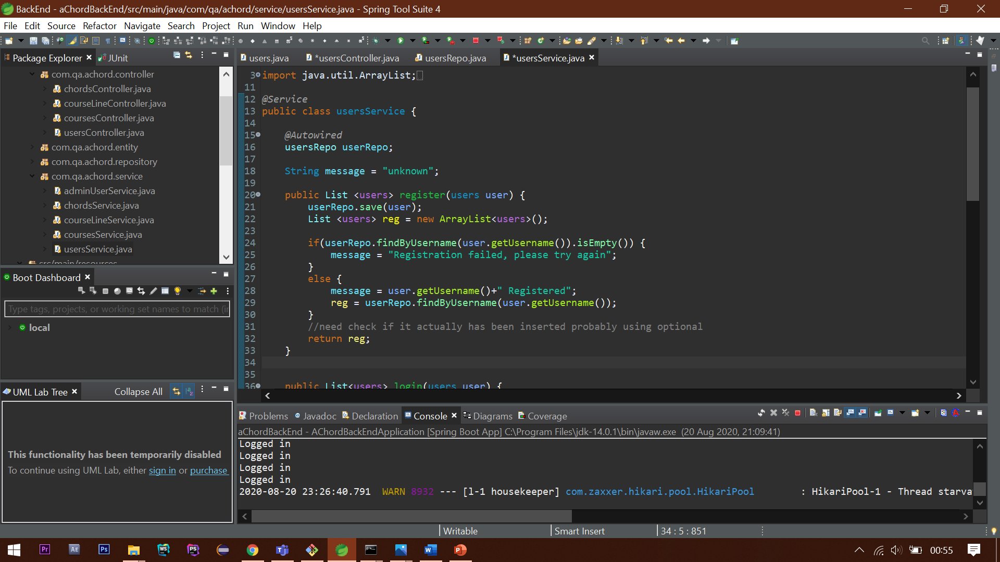 BackEnd - aChordBackEnd/src/main/java/com/qa/achord/service/usersService.java - Spring Tool Suite 4
File Edit Source Refactor Navigate Search Project Run Window Help
Package Explorer JUnit
com.qa.achord.controller
chordsController.java
courseLineController.java
coursesController.java
usersController.java
com.qa.achord.entity
com.qa.achord.repository
com.qa.achord.service
adminUserService.java
chordsService.java
courseLineService.java
coursesService.java
usersService.java
src/main/resources
Boot Dashboard
Type tags, projects, or working set names to match (in
local
UML Lab Tree Collapse All
This functionality has been temporarily disabled
To continue using UML Lab, either sign in or purchase
users.java *usersController.java usersRepo.java *usersService.java
3 import java.util.ArrayList;
11
12 @Service
13 public class usersService {
14
15 @Autowired
16 usersRepo userRepo;
17
18 String message = "unknown";
19
20 public List <users> register(users user) {
21 userRepo.save(user);
22 List <users> reg = new ArrayList<users>();
23
24 if(userRepo.findByUsername(user.getUsername()).isEmpty()) {
25 message = "Registration failed, please try again";
26 }
27 else {
28 message = user.getUsername()+" Registered";
29 reg = userRepo.findByUsername(user.getUsername());
30 }
31 //need check if it actually has been inserted probably using optional
32 return reg;
33 }
34
35
36 public List<users> login(users user) {
Problems Javadoc Declaration Console Diagrams Coverage
aChordBackEnd - AChordBackEndApplication [Spring Boot App] C:\Program Files\jdk-14.0.1\bin\javaw.exe (20 Aug 2020, 21:09:41)
Logged in
Logged in
Logged in
Logged in
2020-08-20 23:26:40.791 WARN 8932 --- [l-1 housekeeper] com.zaxxer.hikari.pool.HikariPool : HikariPool-1 - Thread starva
Writable Smart Insert 34 : 5 : 851
Pr AE Ps WS PS W P 00:55